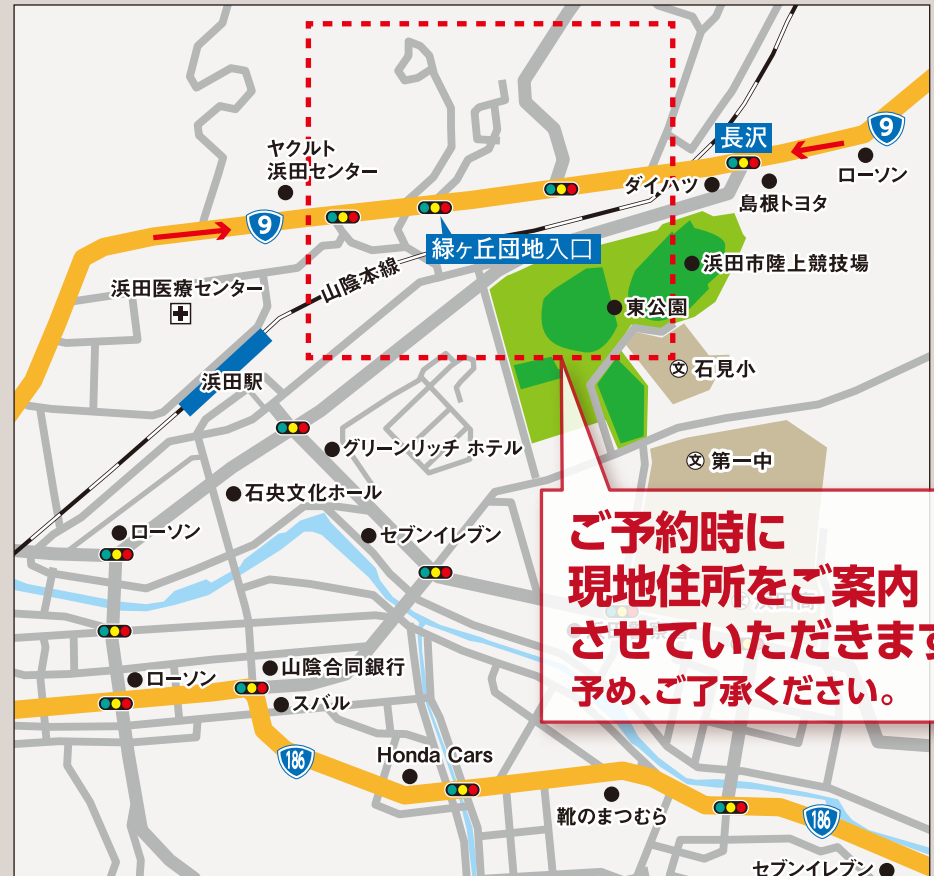 長沢
9
ローソン
ヤクルト
浜田センター
ダイハツ
島根トヨタ
9
緑ヶ丘団地入口
山陰本線
浜田市陸上競技場
浜田医療センター
東公園
文 石見小
浜田駅
グリーンリッチ ホテル
文 第一中
石央文化ホール
ローソン
セブンイレブン
ご予約時に
現地住所をご案内
させていただきます
予め、ご了承ください。
山陰合同銀行
ローソン
スバル
186
Honda Cars
靴のまつむら
186
セブンイレブン